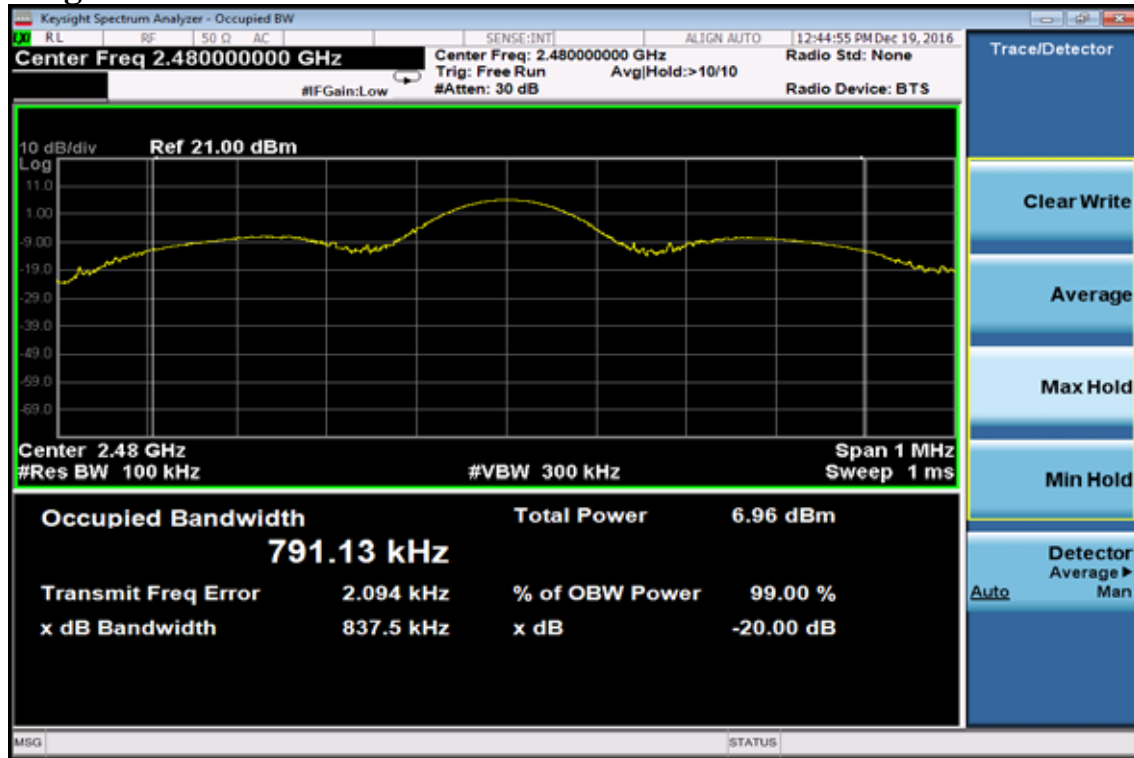 Keysight Spectrum Analyzer - Occupied BW
LXI RL RF 50 Ω AC SENSE:INT ALIGN AUTO 12:44:55 PM Dec 19, 2016
Center Freq 2.480000000 GHz
Center Freq: 2.480000000 GHz Radio Std: None
Trig: Free Run Avg|Hold:>10/10
#IFGain:Low #Atten: 30 dB Radio Device: BTS
10 dB/div Ref 21.00 dBm
Log
11.0
1.00
-9.00
-19.0
-29.0
-39.0
-49.0
-59.0
-69.0
Center 2.48 GHz Span 1 MHz
#Res BW 100 kHz #VBW 300 kHz Sweep 1 ms
Occupied Bandwidth Total Power 6.96 dBm
791.13 kHz
Transmit Freq Error 2.094 kHz % of OBW Power 99.00 %
x dB Bandwidth 837.5 kHz x dB -20.00 dB
MSG STATUS
Trace/Detector
Clear Write
Average
Max Hold
Min Hold
Detector
Average▶
Auto Man